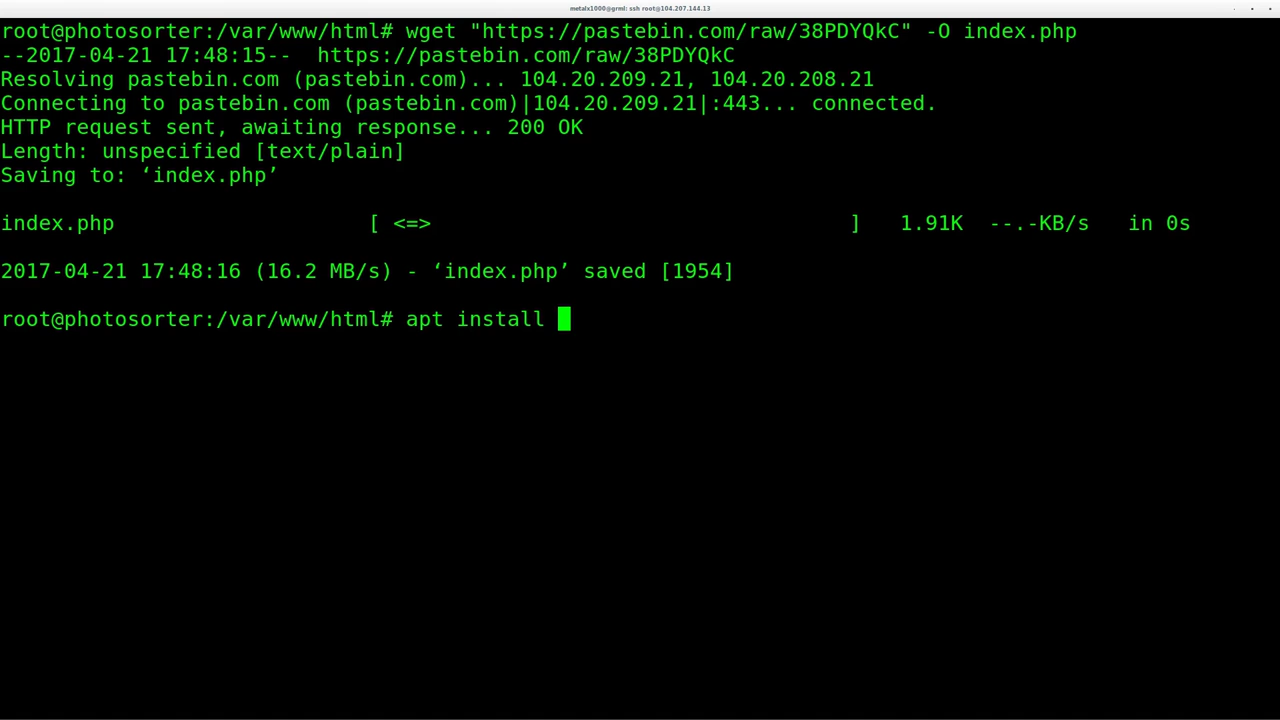 metalx1000@grml: ssh root@104.207.144.13
root@photosorter:/var/www/html# wget "https://pastebin.com/raw/38PDYQkC" -O index.php
--2017-04-21 17:48:15--  https://pastebin.com/raw/38PDYQkC
Resolving pastebin.com (pastebin.com)... 104.20.209.21, 104.20.208.21
Connecting to pastebin.com (pastebin.com)|104.20.209.21|:443... connected.
HTTP request sent, awaiting response... 200 OK
Length: unspecified [text/plain]
Saving to: ‘index.php’
index.php                    [ <=>                                 ]   1.91K  --.-KB/s   in 0s
2017-04-21 17:48:16 (16.2 MB/s) - ‘index.php’ saved [1954]
root@photosorter:/var/www/html# apt install